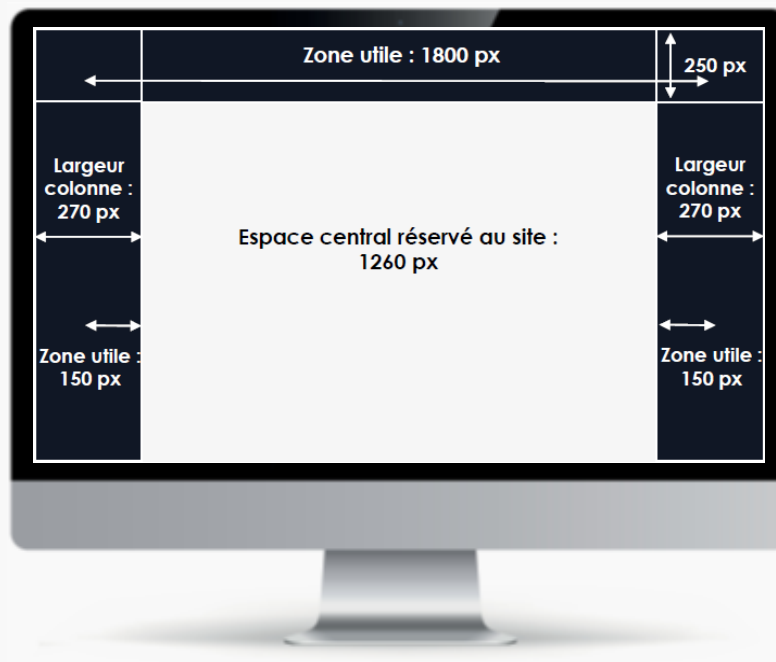 Zone utile : 1800 px
250 px
Largeur
colonne :
270 px
Largeur
colonne :
270 px
Espace central réservé au site :
1260 px
Zone utile :
150 px
Zone utile :
150 px